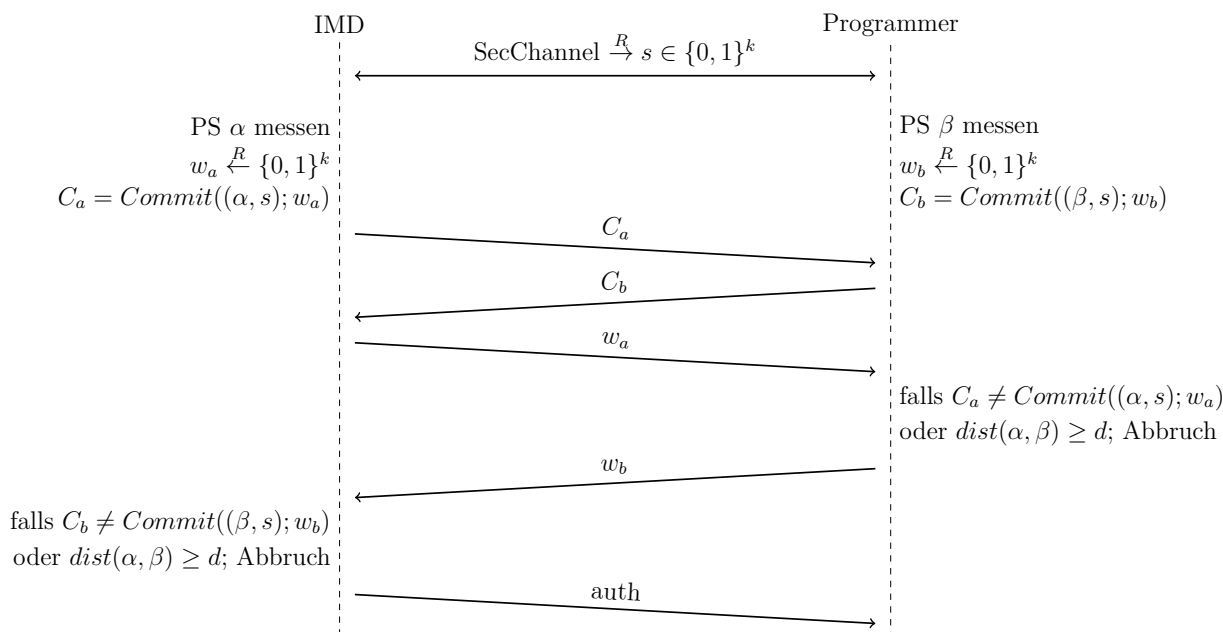 IMD
Programmer
SecChannel $\xrightarrow{R} s \in \{0, 1\}^k$
PS α messen
$w_a \xleftarrow{R} \{0, 1\}^k$
$C_a = Commit((\alpha, s); w_a)$
PS β messen
$w_b \xleftarrow{R} \{0, 1\}^k$
$C_b = Commit((\beta, s); w_b)$
$C_a$
$C_b$
$w_a$
falls $C_a \neq Commit((\alpha, s); w_a)$
oder $dist(\alpha, \beta) \geq d$; Abbruch
$w_b$
falls $C_b \neq Commit((\beta, s); w_b)$
oder $dist(\alpha, \beta) \geq d$; Abbruch
auth